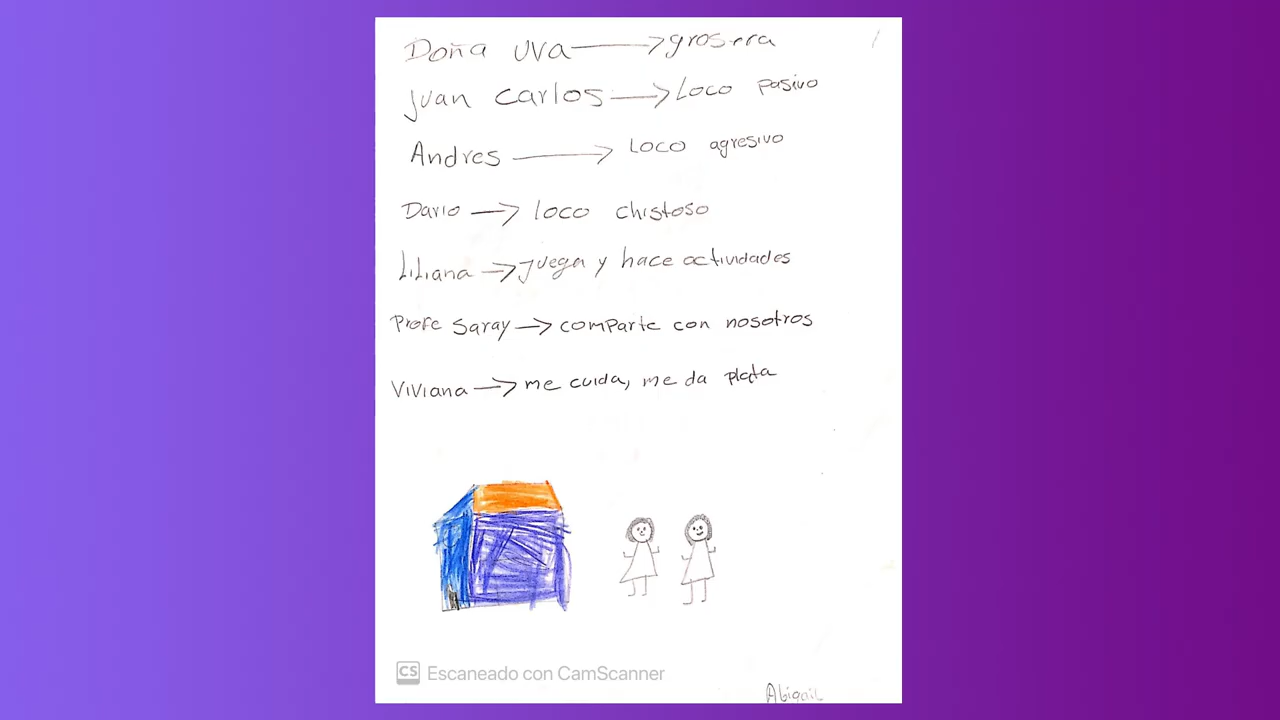 Doña uva → grosera
Juan carlos → Loco pasivo
Andres → Loco agresivo
Dario → loco chistoso
Liliana → juega y hace actividades
Profe Saray → comparte con nosotros
Viviana → me cuida, me da plata
CS Escaneado con CamScanner
Abigail